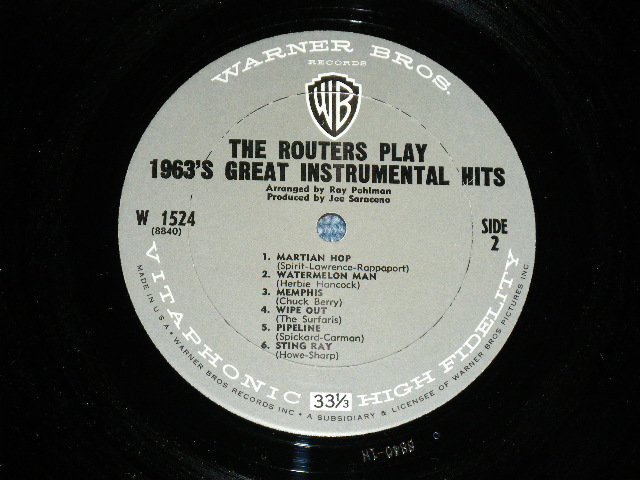 WARNER BROS.
RECORDS
WB
THE ROUTERS PLAY
1963'S GREAT INSTRUMENTAL HITS
Arranged by Ray Pohlman
Produced by Joe Saraceno
W 1524
(8840)
SIDE
2
1. MARTIAN HOP
(Spirit-Lawrence-Rappaport)
2. WATERMELON MAN
(Herbie Hancock)
3. MEMPHIS
(Chuck Berry)
4. WIPE OUT
(The Surfaris)
5. PIPELINE
(Spickard-Carman)
6. STING RAY
(Howe-Sharp)
VITAPHONIC HIGH FIDELITY
33⅓
MADE IN U.S.A. • WARNER BROS RECORDS INC • A SUBSIDIARY & LICENSEE OF WARNER BROS PICTURES INC.